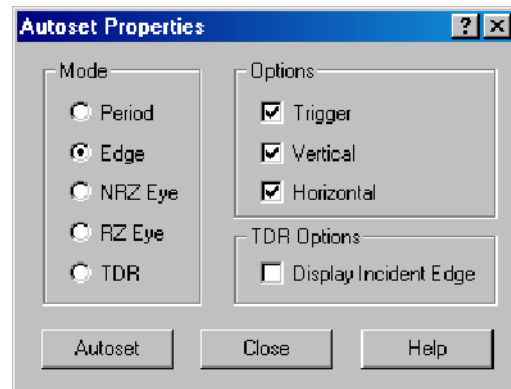 Autoset Properties
Mode
Period
Edge
NRZ Eye
RZ Eye
TDR
Options
Trigger
Vertical
Horizontal
TDR Options
Display Incident Edge
Autoset
Close
Help